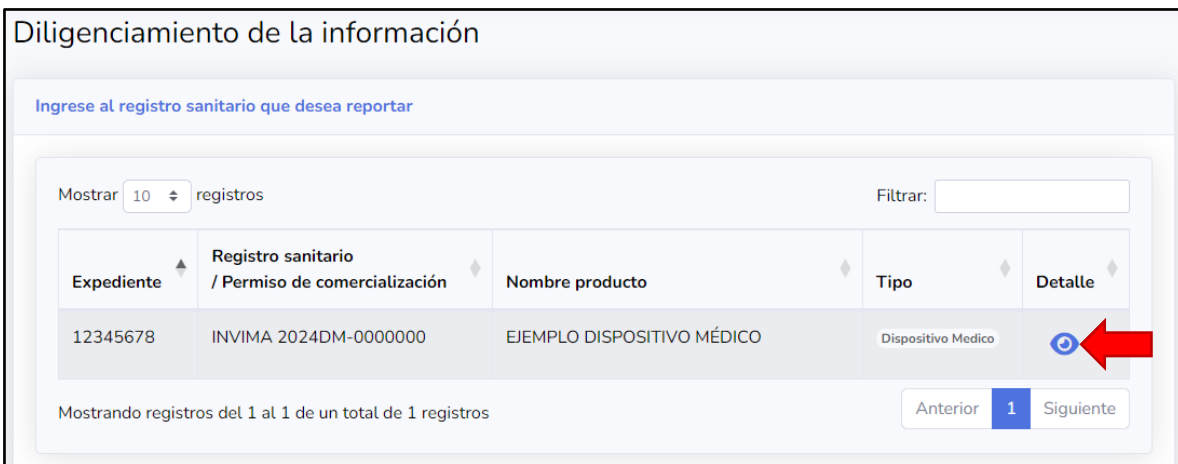 Diligenciamiento de la información
Ingrese al registro sanitario que desea reportar
Mostrar 10 registros
Filtrar:
Expediente
Registro sanitario
/ Permiso de comercialización
Nombre producto
Tipo
Detalle
12345678
INVIMA 2024DM-0000000
EJEMPLO DISPOSITIVO MÉDICO
Dispositivo Medico
Mostrando registros del 1 al 1 de un total de 1 registros
Anterior 1 Siguiente